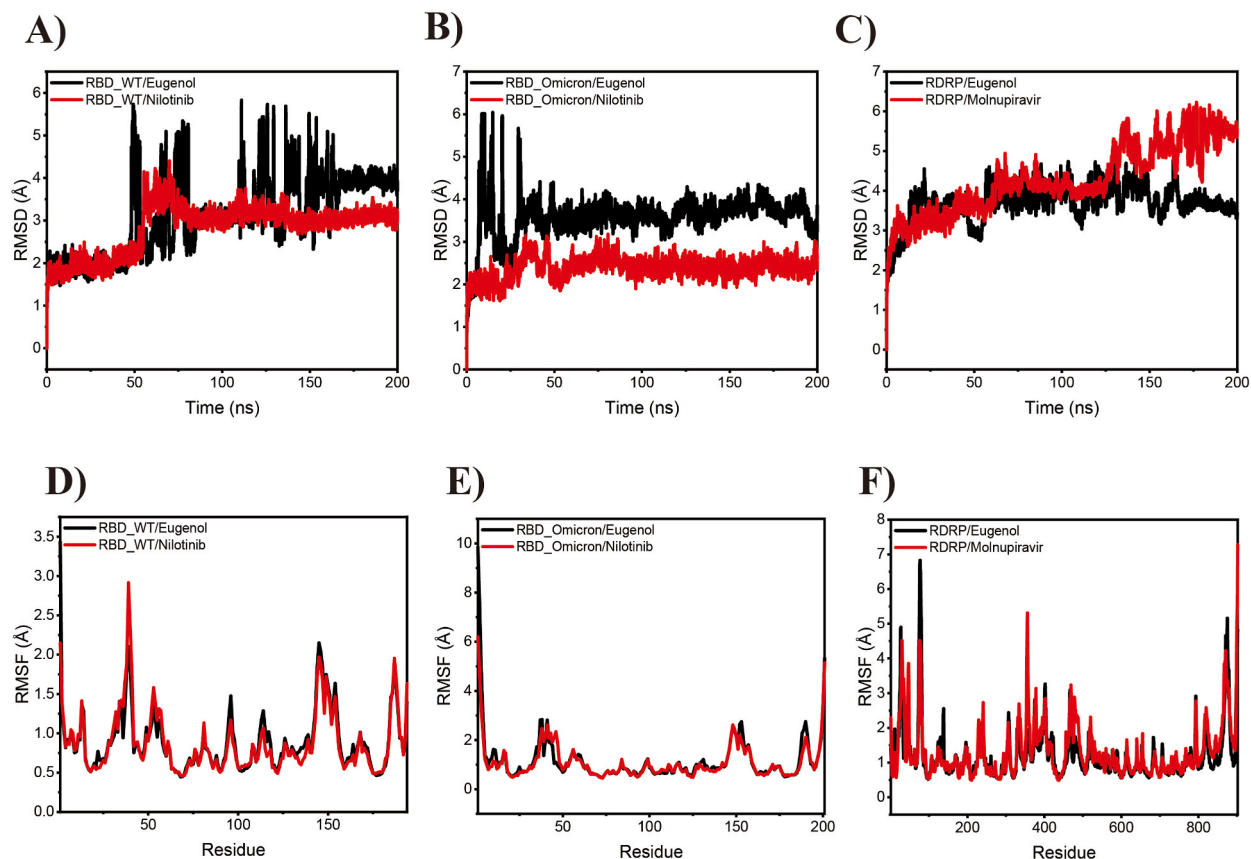 A)
RBD_WT/Eugenol
RBD_WT/Nilotinib
RMSD (Å)
6
5
4
3
2
1
0
0 50 100 150 200
Time (ns)
B)
RBD_Omicron/Eugenol
RBD_Omicron/Nilotinib
RMSD (Å)
7
6
5
4
3
2
1
0
0 50 100 150 200
Time (ns)
C)
RDRP/Eugenol
RDRP/Molnupiravir
RMSD (Å)
7
6
5
4
3
2
1
0
0 50 100 150 200
Time (ns)
D)
RBD_WT/Eugenol
RBD_WT/Nilotinib
RMSF (Å)
3.5
3.0
2.5
2.0
1.5
1.0
0.5
0.0
50 100 150
Residue
E)
RBD_Omicron/Eugenol
RBD_Omicron/Nilotinib
RMSF (Å)
10
8
6
4
2
0
50 100 150 200
Residue
F)
RDRP/Eugenol
RDRP/Molnupiravir
RMSF (Å)
8
7
6
5
4
3
2
1
0
200 400 600 800
Residue